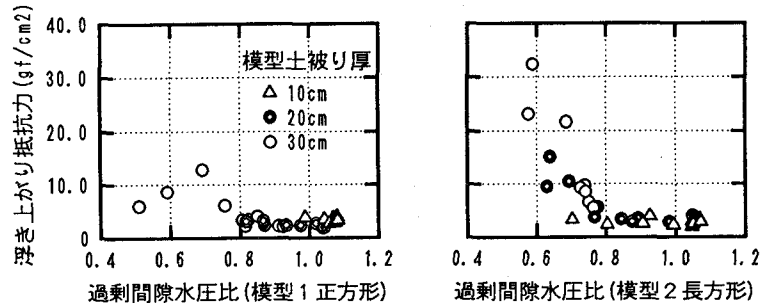 浮き上がり抵抗力(gf/cm2)
40.0
30.0
20.0
10.0
0
模型土被り厚
△ 10cm
● 20cm
○ 30cm
0.4 0.6 0.8 1.0 1.2
0.4 0.6 0.8 1.0 1.2
過剰間隙水圧比(模型1正方形)
過剰間隙水圧比(模型2長方形)